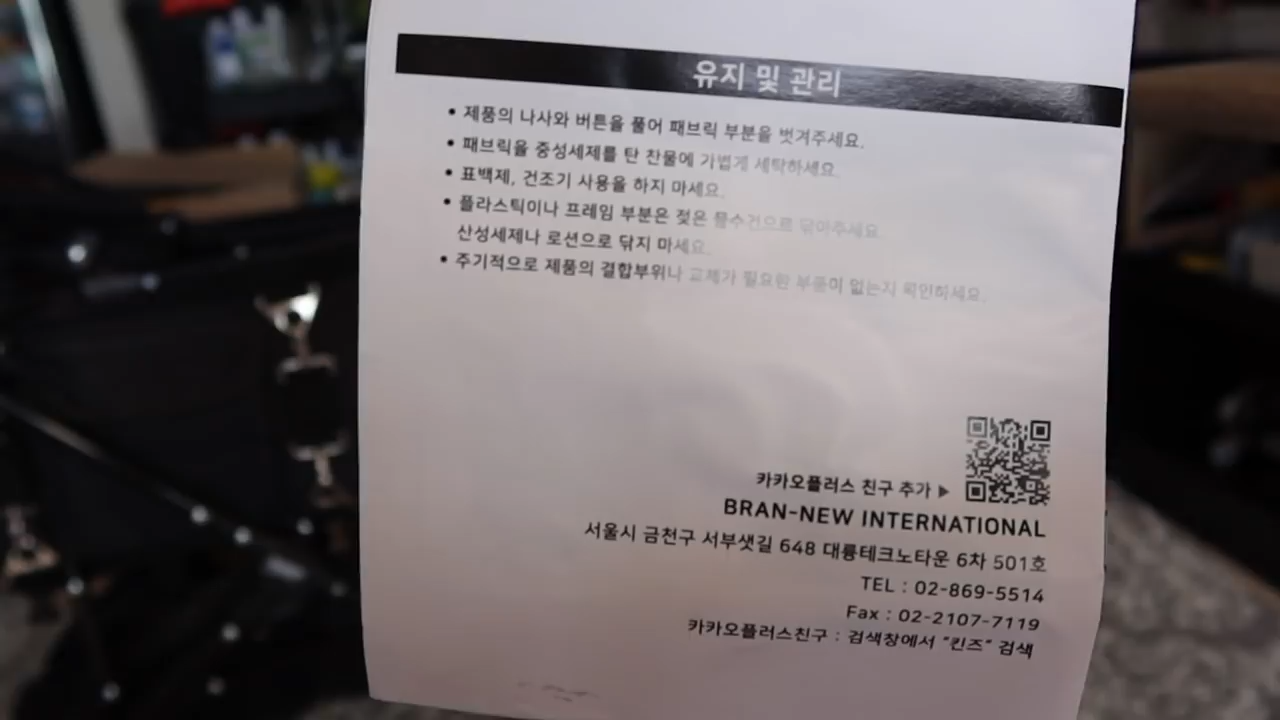 유지 및 관리
• 제품의 나사와 버튼을 풀어 패브릭 부분을 벗겨주세요.
• 패브릭을 중성세제를 탄 찬물에 가볍게 세탁하세요.
• 표백제, 건조기 사용을 하지 마세요.
• 플라스틱이나 프레임 부분은 젖은 물수건으로 닦아주세요.
산성세제나 로션으로 닦지 마세요.
• 주기적으로 제품의 결합부위나 교체가 필요한 부품이 없는지 확인하세요.
카카오플러스 친구 추가 ▶
BRAN-NEW INTERNATIONAL
서울시 금천구 서부샛길 648 대륭테크노타운 6차 501호
TEL : 02-869-5514
Fax : 02-2107-7119
카카오플러스친구 : 검색창에서 “킨즈” 검색